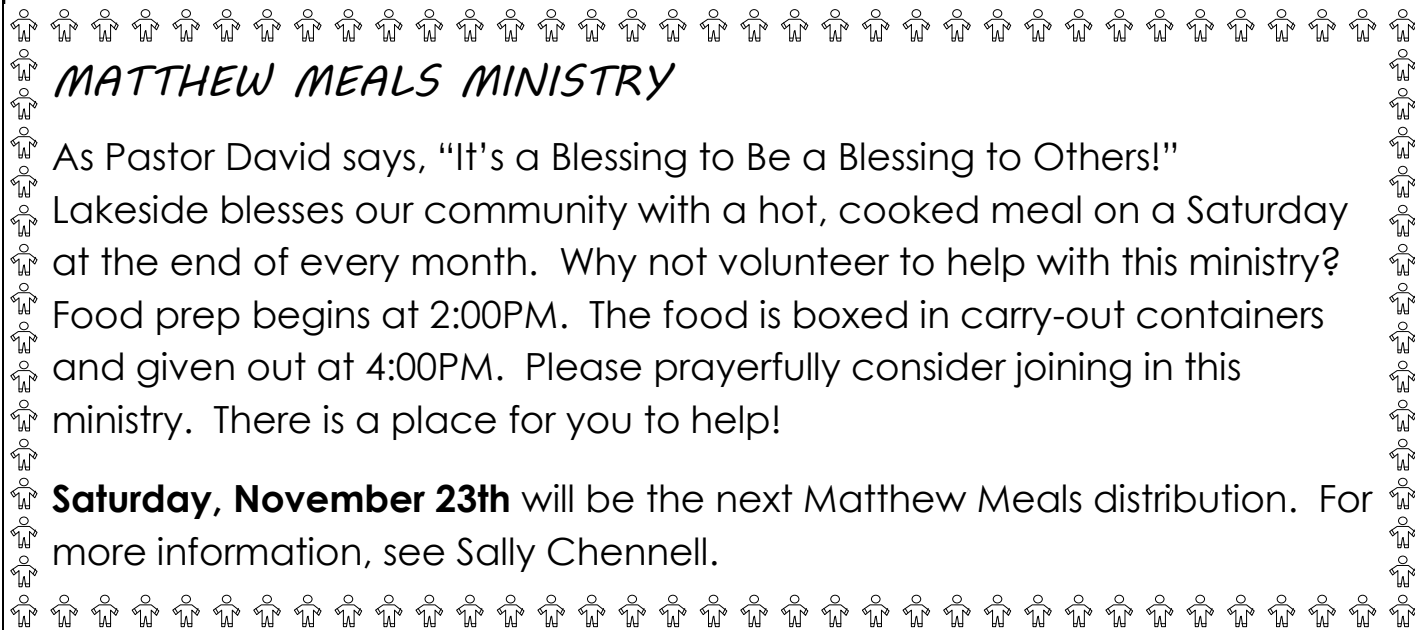 MATTHEW MEALS MINISTRY
As Pastor David says, “It’s a Blessing to Be a Blessing to Others!”
Lakeside blesses our community with a hot, cooked meal on a Saturday
at the end of every month.  Why not volunteer to help with this ministry?
Food prep begins at 2:00PM.  The food is boxed in carry-out containers
and given out at 4:00PM.  Please prayerfully consider joining in this
ministry.  There is a place for you to help!
Saturday, November 23th will be the next Matthew Meals distribution.  For
more information, see Sally Chennell.